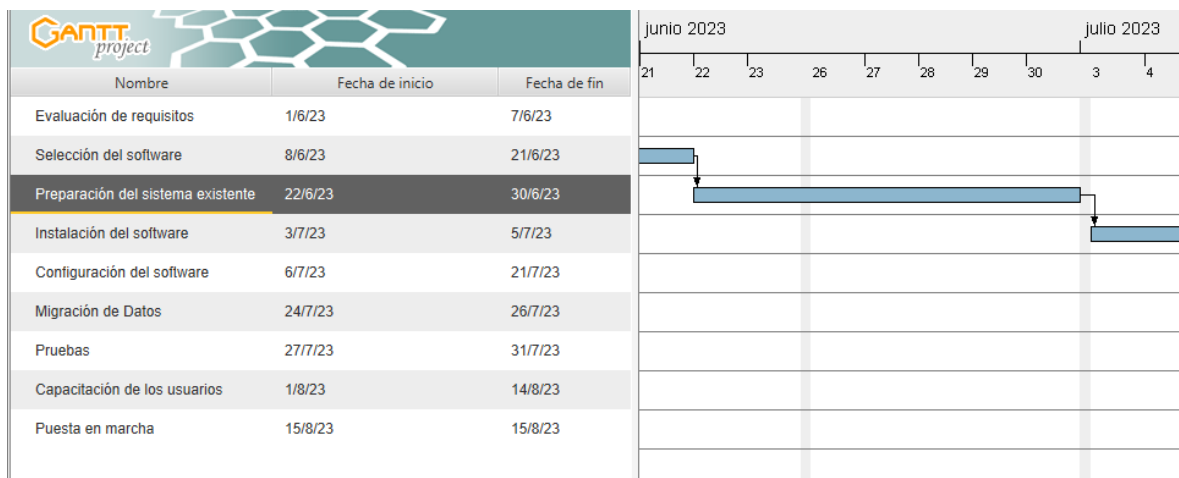 GANTT
project
junio 2023 julio 2023
Nombre Fecha de inicio Fecha de fin
21 22 23 26 27 28 29 30 3 4
Evaluación de requisitos 1/6/23 7/6/23
Selección del software 8/6/23 21/6/23
Preparación del sistema existente 22/6/23 30/6/23
Instalación del software 3/7/23 5/7/23
Configuración del software 6/7/23 21/7/23
Migración de Datos 24/7/23 26/7/23
Pruebas 27/7/23 31/7/23
Capacitación de los usuarios 1/8/23 14/8/23
Puesta en marcha 15/8/23 15/8/23